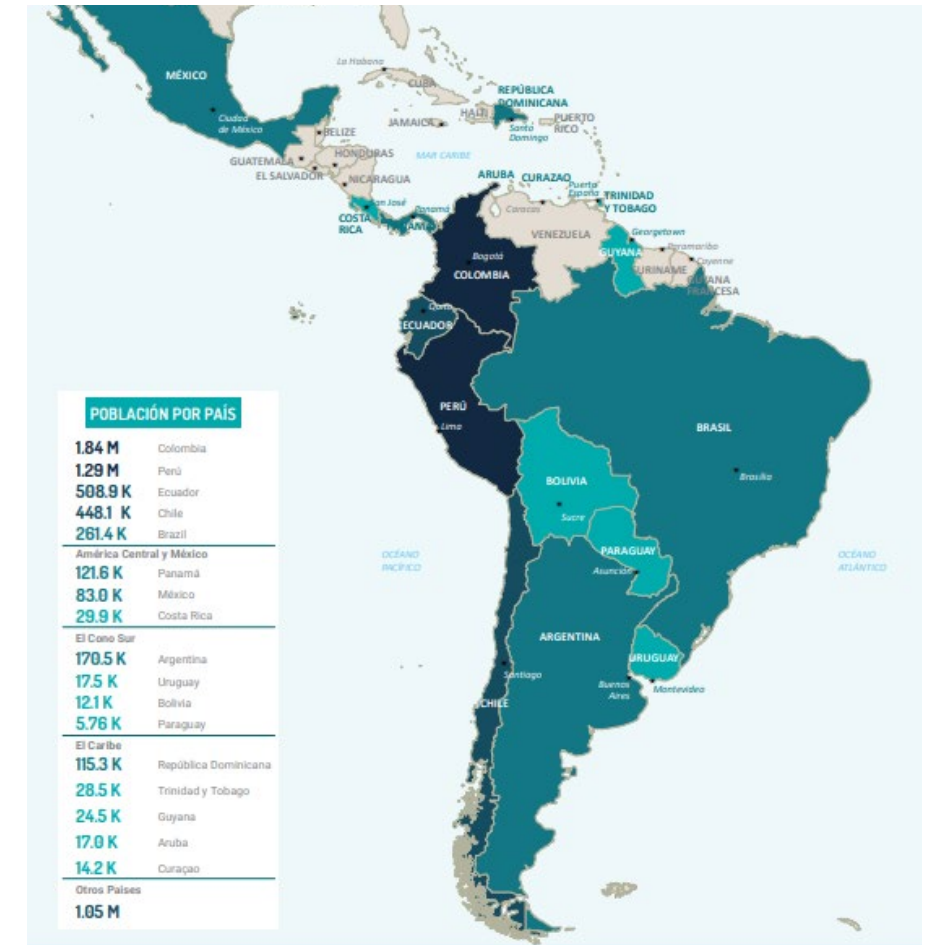 MÉXICO
Ciudad
de México
La Habana
CUBA
REPÚBLICA
DOMINICANA
HAITÍ
JAMAICA
Santo
Domingo
PUERTO
RICO
BELIZE
HONDURAS
GUATEMALA
EL SALVADOR
NICARAGUA
MAR CARIBE
ARUBA
CURAZAO
Puerto
España
TRINIDAD
Y TOBAGO
San José
Panamá
COSTA
RICA
PANAMÁ
Caracas
VENEZUELA
Georgetown
GUYANA
Paramaribo
SURINAME
Cayenne
GUYANA
FRANCESA
Bogotá
COLOMBIA
Quito
ECUADOR
PERÚ
Lima
BRASIL
Brasilia
BOLIVIA
Sucre
PARAGUAY
Asunción
OCÉANO
PACÍFICO
OCÉANO
ATLÁNTICO
ARGENTINA
URUGUAY
Santiago
Buenos
Aires
Montevideo
CHILE
POBLACIÓN POR PAÍS
1.84 M Colombia
1.29 M Perú
508.9 K Ecuador
448.1 K Chile
261.4 K Brazil
América Central y México
121.6 K Panamá
83.0 K México
29.9 K Costa Rica
El Cono Sur
170.5 K Argentina
17.5 K Uruguay
12.1 K Bolivia
5.76 K Paraguay
El Caribe
115.3 K República Dominicana
28.5 K Trinidad y Tobago
24.5 K Guyana
17.0 K Aruba
14.2 K Curaçao
Otros Paises
1.05 M